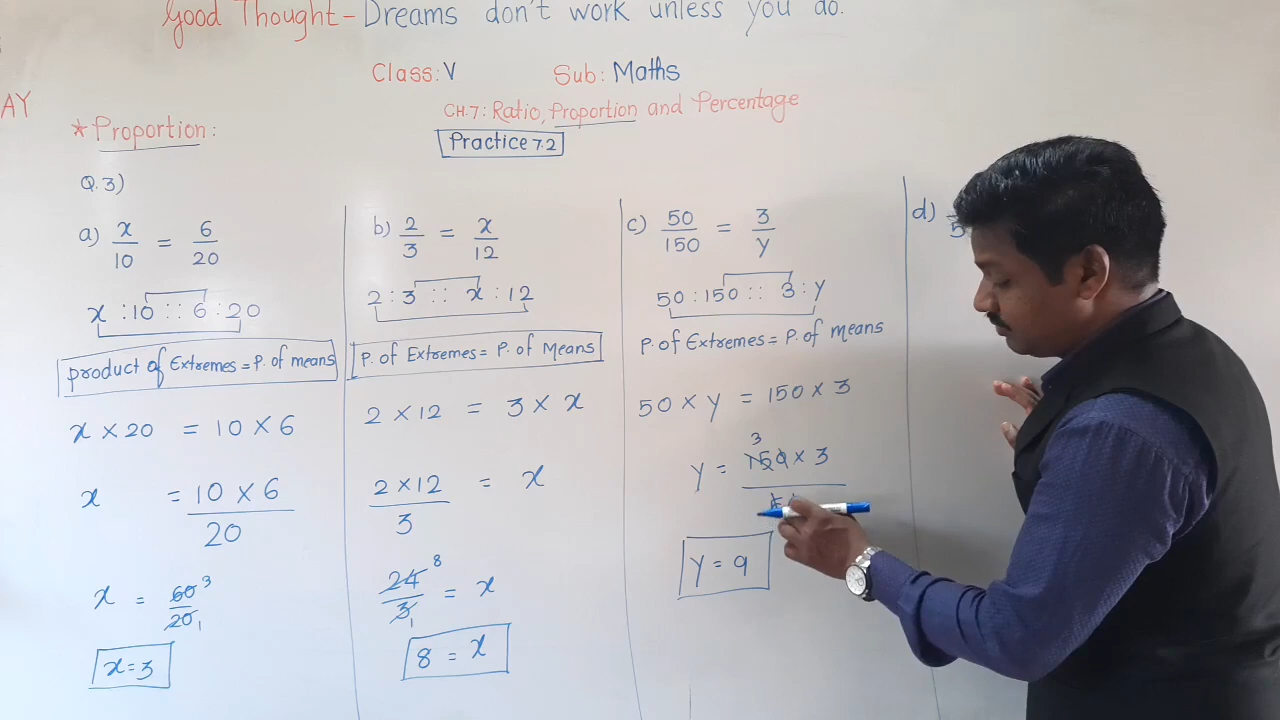 Good Thought - Dreams don't work unless you do.
Class: V Sub: Maths
AY
CH.7: Ratio, Proportion and Percentage
* Proportion:
Practice 7.2
Q.3)
a) x/10 = 6/20
x : 10 :: 6 : 20
product of Extremes = P. of means
x × 20 = 10 × 6
x = 10 × 6 / 20
x = 60 3 / 20 1
x = 3
b) 2/3 = x/12
2 : 3 :: x : 12
P. of Extremes = P. of Means
2 × 12 = 3 × x
2 × 12 / 3 = x
24 8 / 3 1 = x
8 = x
c) 50/150 = 3/y
50 : 150 :: 3 : y
P. of Extremes = P. of means
50 × y = 150 × 3
3
y = 150 × 3
y = 9
d)
5